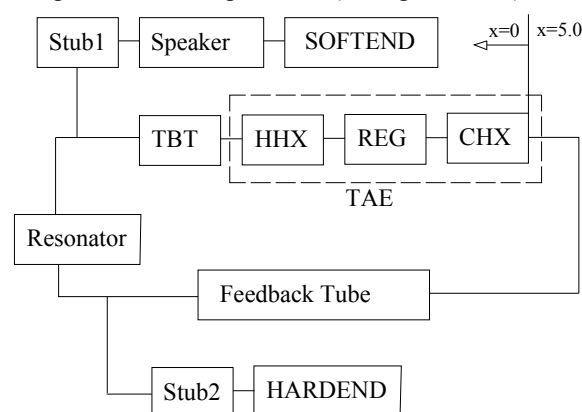 x=0 x=5.0
Stub1 Speaker SOFTEND
TBT HHX REG CHX
TAE
Resonator
Feedback Tube
Stub2 HARDEND